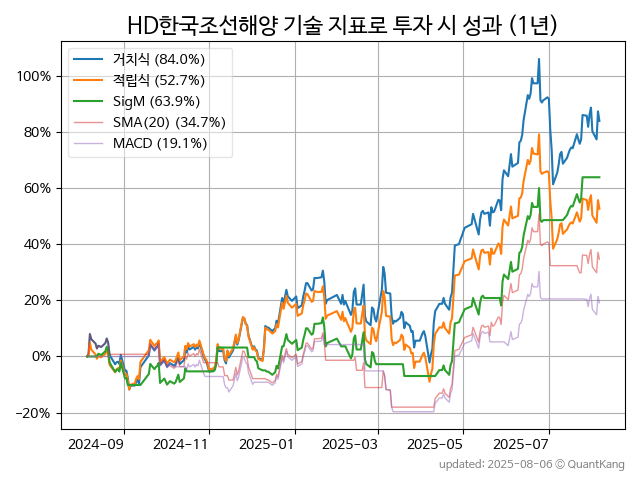 HD한국조선해양 기술 지표로 투자 시 성과 (1년)
거치식 (84.0%)
적립식 (52.7%)
SigM (63.9%)
SMA(20) (34.7%)
MACD (19.1%)
100%
80%
60%
40%
20%
0%
−20%
2024-09 2024-11 2025-01 2025-03 2025-05 2025-07
updated: 2025-08-06 © QuantKang